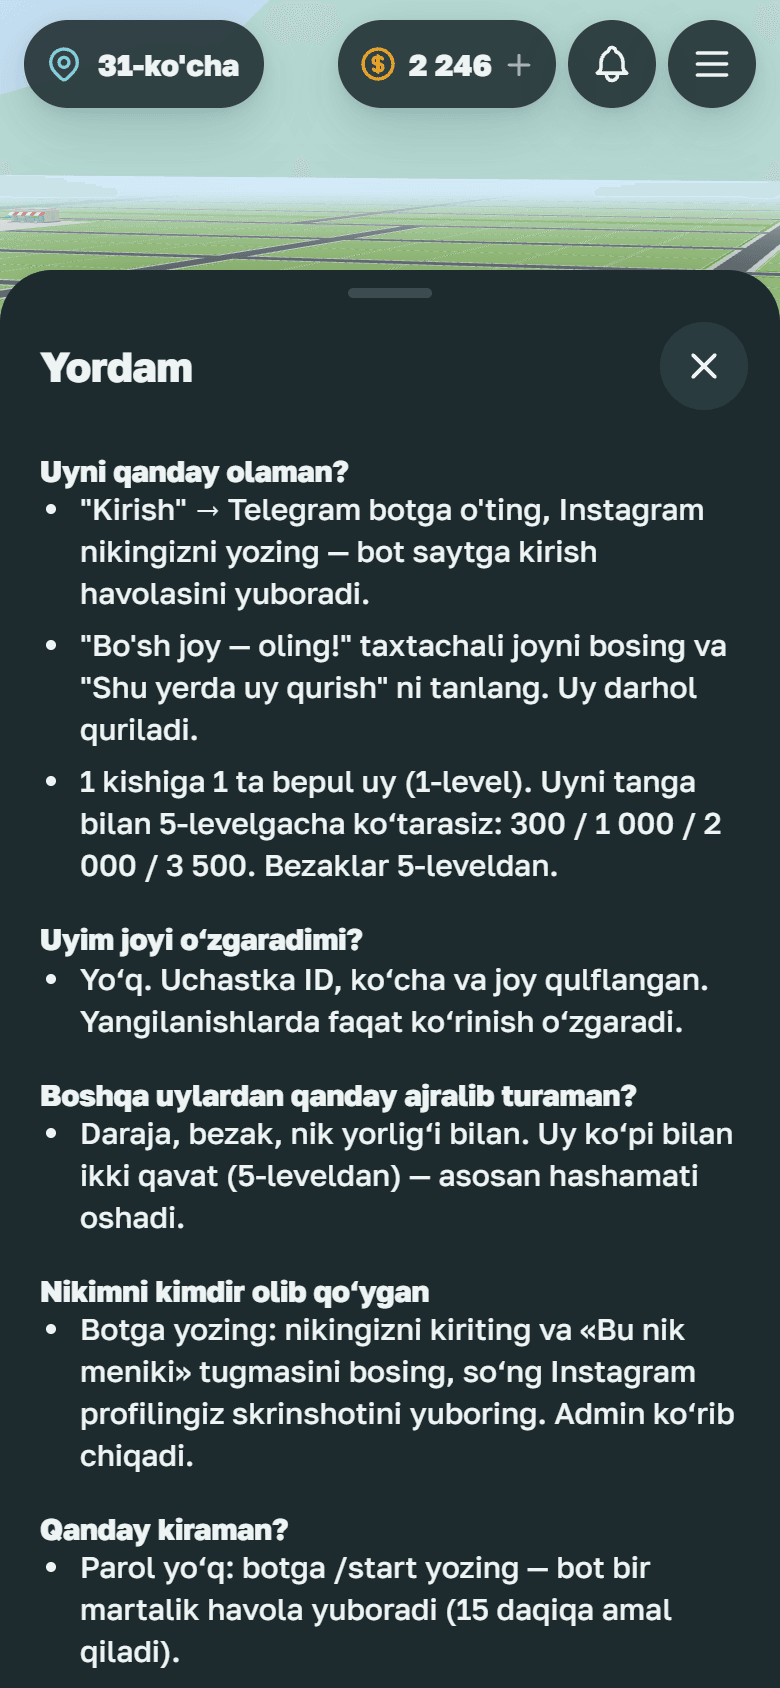 31-ko'cha
2 246 +
Yordam
Uyni qanday olaman?
• "Kirish" → Telegram botga o'ting, Instagram
nikingizni yozing — bot saytga kirish
havolasini yuboradi.
• "Bo'sh joy — oling!" taxtachali joyni bosing va
"Shu yerda uy qurish" ni tanlang. Uy darhol
quriladi.
• 1 kishiga 1 ta bepul uy (1-level). Uyni tanga
bilan 5-levelgacha ko‘tarasiz: 300 / 1 000 / 2
000 / 3 500. Bezaklar 5-leveldan.
Uyim joyi o‘zgaradimi?
• Yo‘q. Uchastka ID, ko‘cha va joy qulflangan.
Yangilanishlarda faqat ko‘rinish o‘zgaradi.
Boshqa uylardan qanday ajralib turaman?
• Daraja, bezak, nik yorlig‘i bilan. Uy ko‘pi bilan
ikki qavat (5-leveldan) — asosan hashamati
oshadi.
Nikimni kimdir olib qo‘ygan
• Botga yozing: nikingizni kiriting va «Bu nik
meniki» tugmasini bosing, so‘ng Instagram
profilingiz skrinshotini yuboring. Admin ko‘rib
chiqadi.
Qanday kiraman?
• Parol yo‘q: botga /start yozing — bot bir
martalik havola yuboradi (15 daqiqa amal
qiladi).